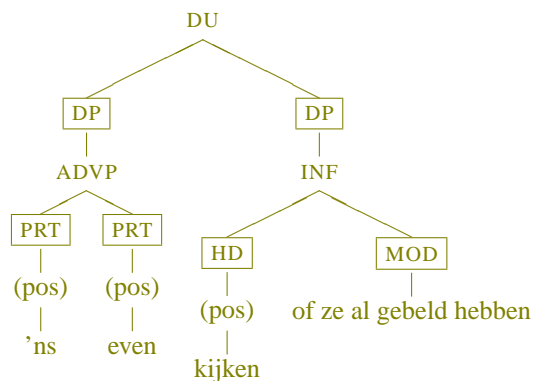 DU
DP DP
ADVP INF
PRT PRT HD MOD
(pos) (pos) (pos) of ze al gebeld hebben
’ns even kijken